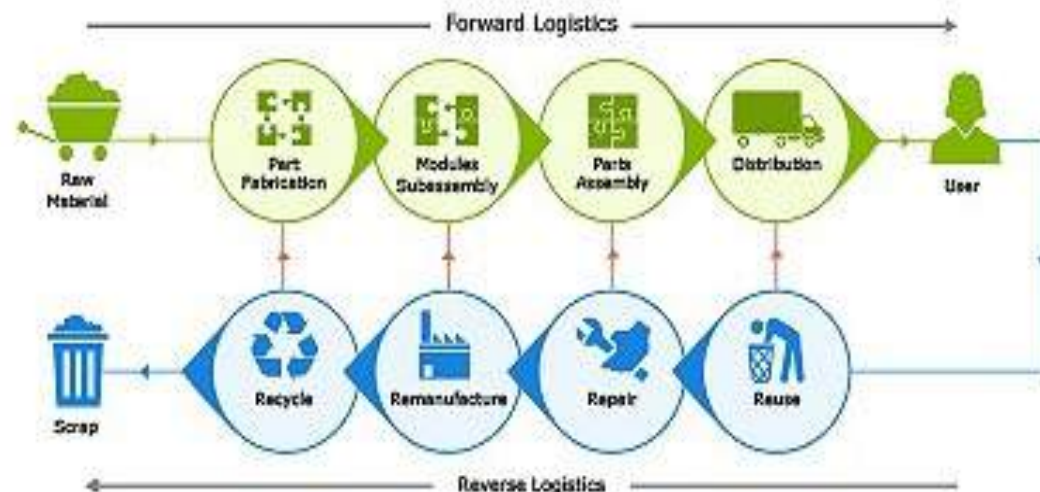 Forward Logistics
Raw
Material
Part
Fabrication
Modules
Subassembly
Parts
Assembly
Distribution
User
Scrap
Recycle
Remanufacture
Repair
Reuse
Reverse Logistics